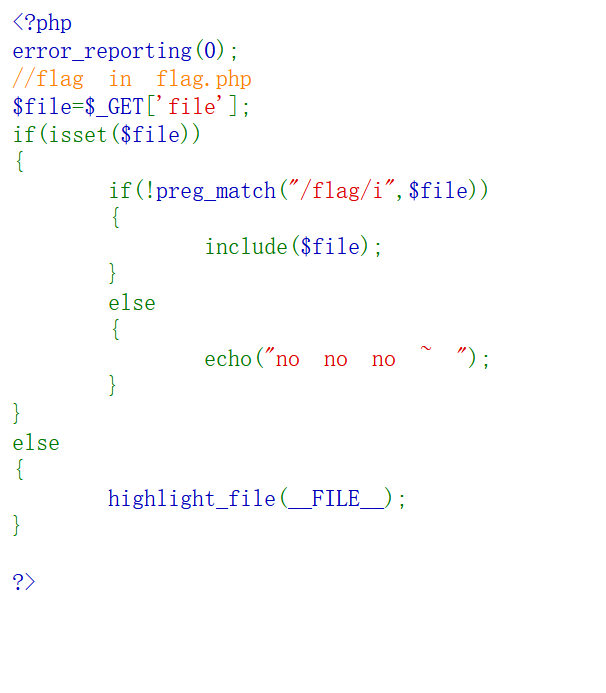 <?php
error_reporting(0);
//flag in flag.php
$file=$_GET['file'];
if(isset($file))
{
        if(!preg_match("/flag/i",$file))
        {
                include($file);
        }
        else
        {
                echo("no no no ~ ");
        }
}
else
{
        highlight_file(__FILE__);
}

?>